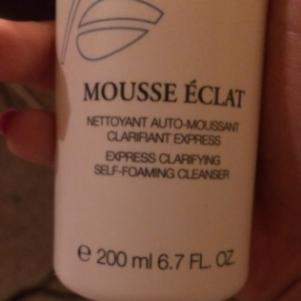 MOUSSE ÉCLAT
NETTOYANT AUTO-MOUSSANT
CLARIFIANT EXPRESS
EXPRESS CLARIFYING
SELF-FOAMING CLEANSER
e 200 ml 6.7 FL. OZ